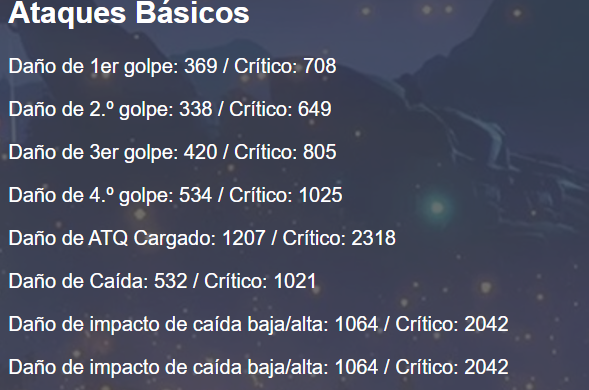 Ataques Básicos
Daño de 1er golpe: 369 / Crítico: 708
Daño de 2.º golpe: 338 / Crítico: 649
Daño de 3er golpe: 420 / Crítico: 805
Daño de 4.º golpe: 534 / Crítico: 1025
Daño de ATQ Cargado: 1207 / Crítico: 2318
Daño de Caída: 532 / Crítico: 1021
Daño de impacto de caída baja/alta: 1064 / Crítico: 2042
Daño de impacto de caída baja/alta: 1064 / Crítico: 2042